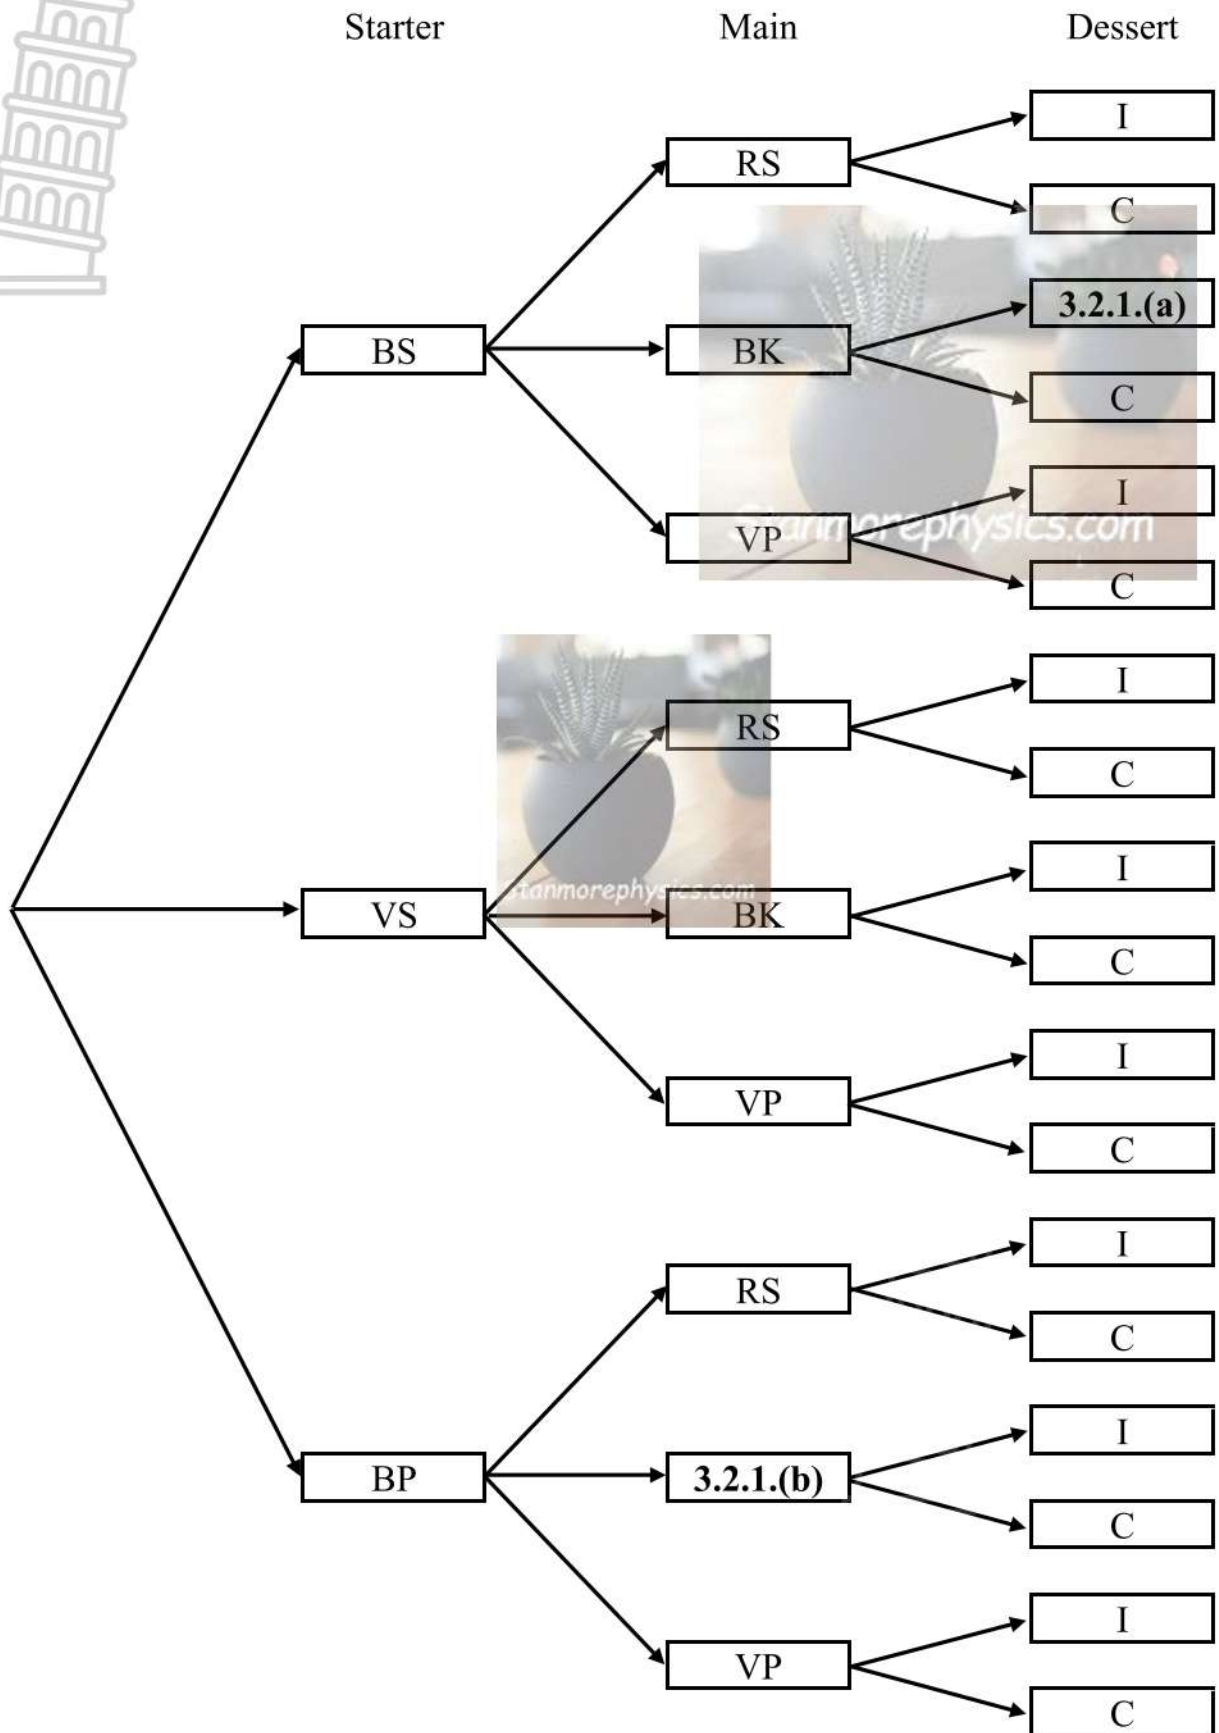 Starter Main Dessert
I
RS
C
3.2.1.(a)
BS BK
C
I
Stanmorephysics.com
VP
C
I
RS
C
I
stanmorephysics.com
VS BK
C
I
VP
C
I
RS
C
I
BP 3.2.1.(b)
C
I
VP
C